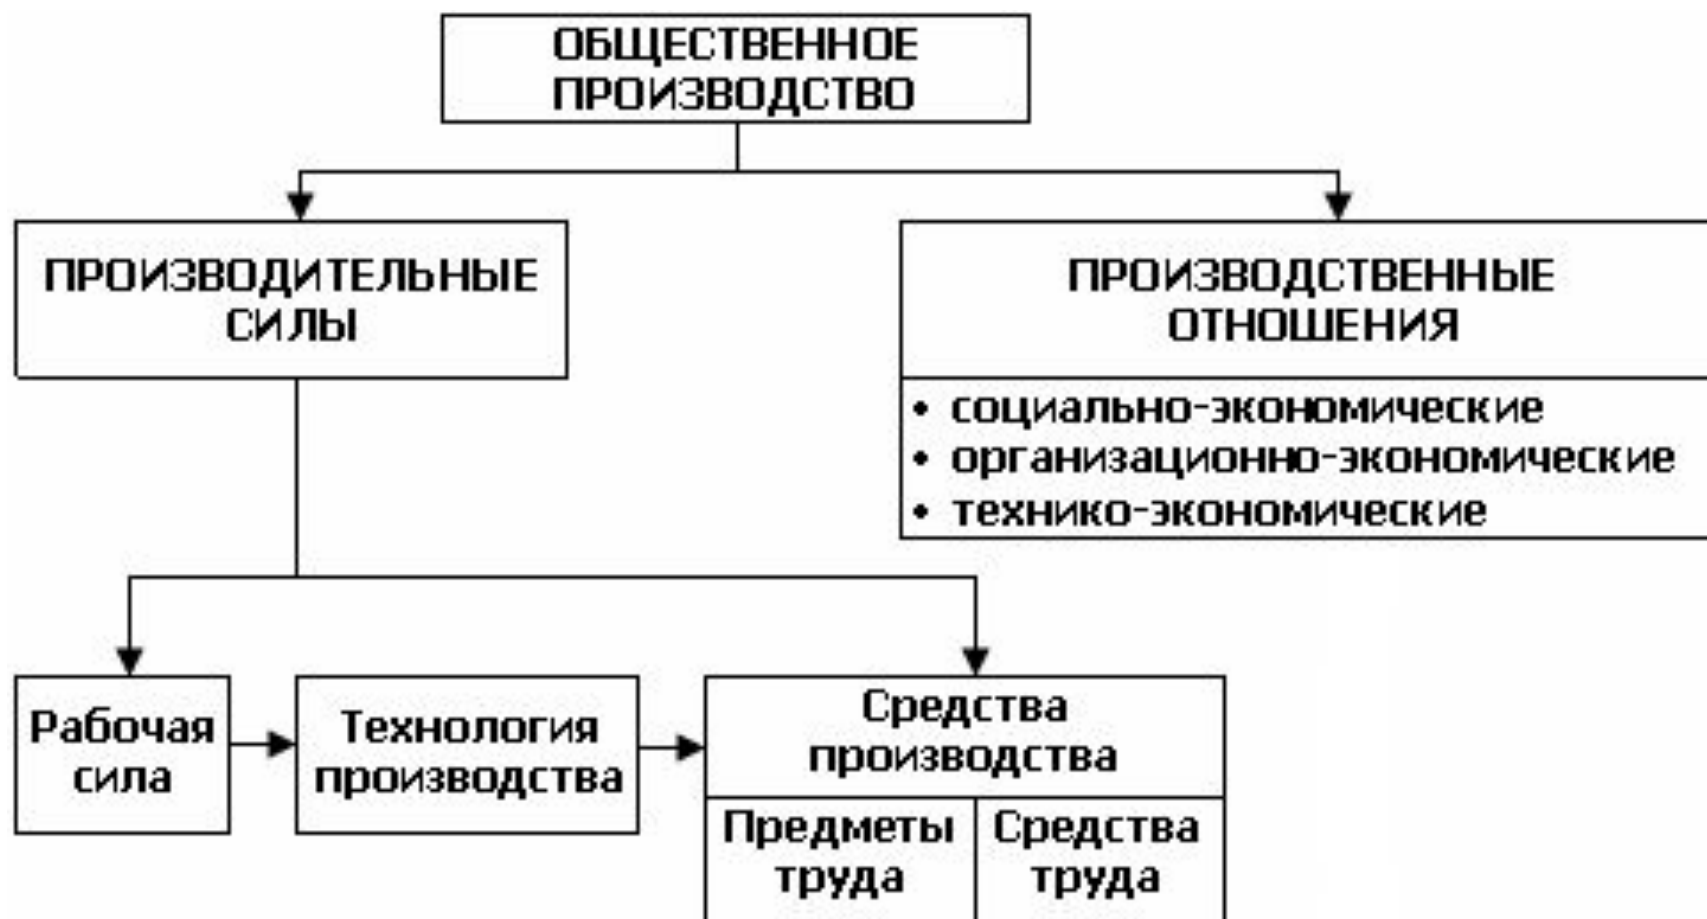 ОБЩЕСТВЕННОЕ
ПРОИЗВОДСТВО
ПРОИЗВОДИТЕЛЬНЫЕ
СИЛЫ
ПРОИЗВОДСТВЕННЫЕ
ОТНОШЕНИЯ
• социально-экономические
• организационно-экономические
• технико-экономические
Рабочая
сила
Технология
производства
Средства
производства
Предметы
труда
Средства
труда